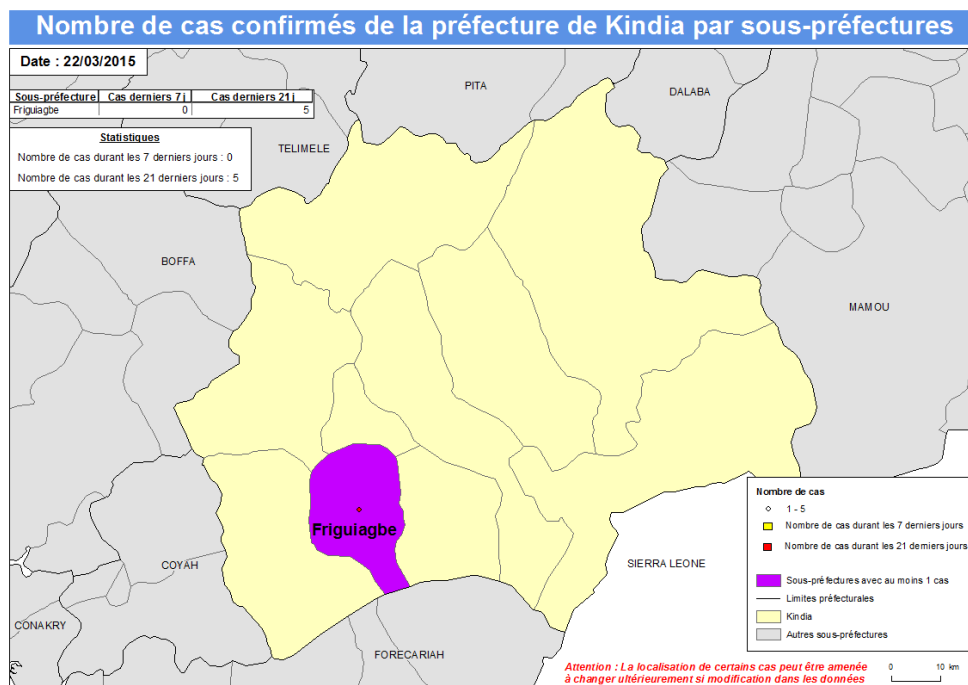 Nombre de cas confirmés de la préfecture de Kindia par sous-préfectures
Date : 22/03/2015
Sous-préfecture Cas derniers 7 j Cas derniers 21 j
Friguiagbe 0 5
Statistiques
Nombre de cas durant les 7 derniers jours : 0
Nombre de cas durant les 21 derniers jours : 5
PITA
DALABA
TELIMELE
BOFFA
MAMOU
Friguiagbe
COYAH
SIERRA LEONE
CONAKRY
FORECARIAH
Nombre de cas
1 - 5
Nombre de cas durant les 7 derniers jours
Nombre de cas durant les 21 derniers jours
Sous-préfectures avec au moins 1 cas
Limites préfecturales
Kindia
Autres sous-préfectures
Attention : La localisation de certains cas peut être amenée
à changer ultérieurement si modification dans les données
0 10 km